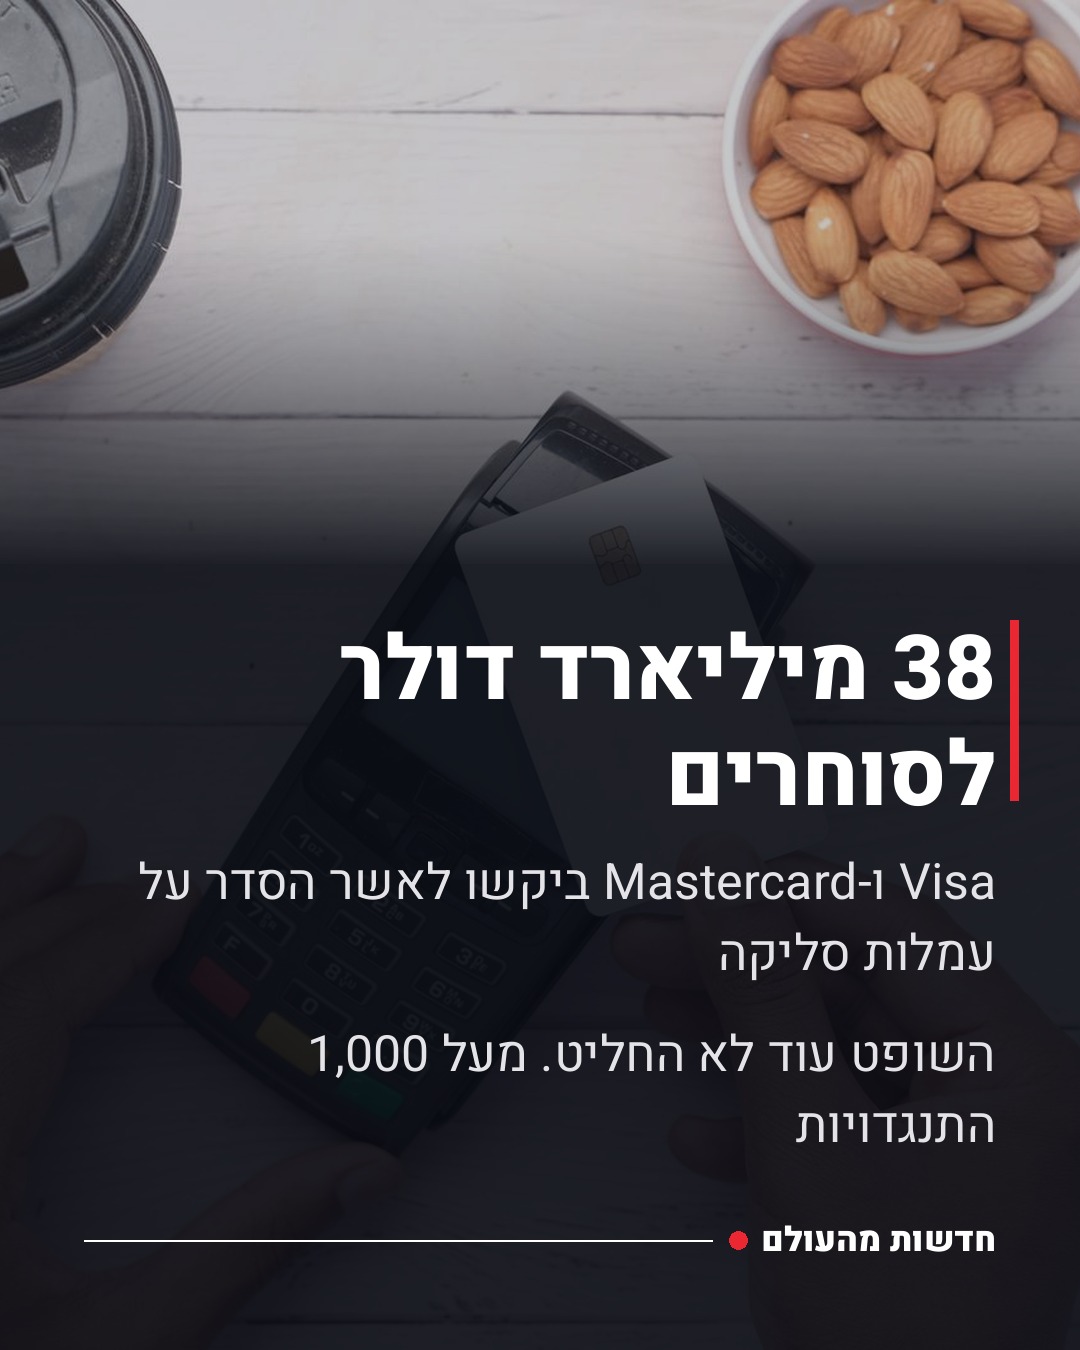 38 מיליארד דולר
לסוחרים
Visa ו-Mastercard ביקשו לאשר הסדר על
עמלות סליקה
השופט עוד לא החליט. מעל 1,000
התנגדויות
חדשות מהעולם